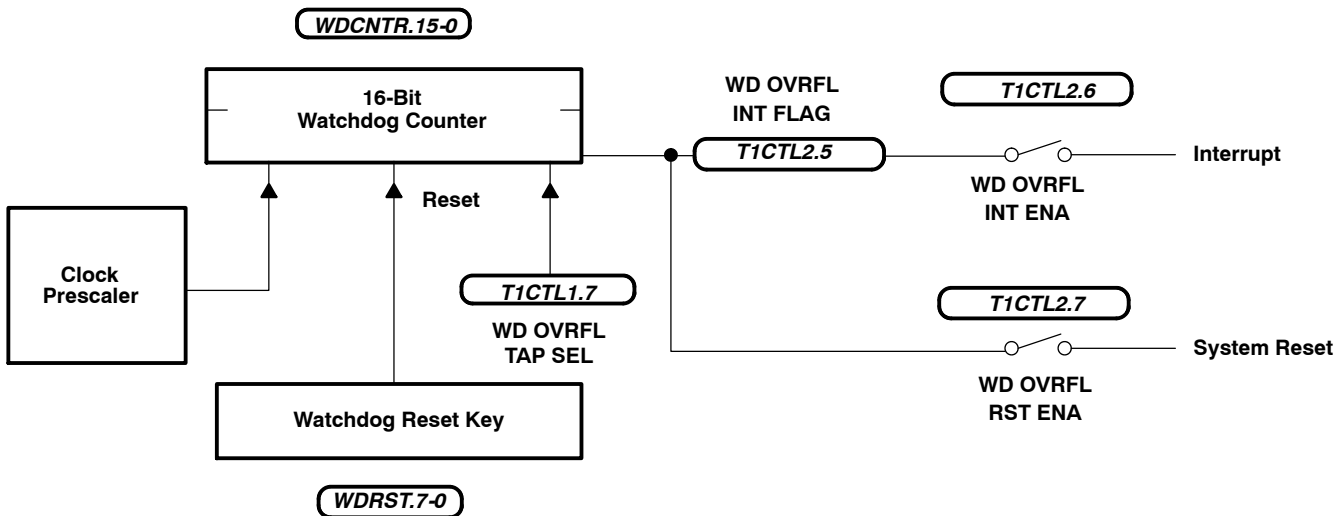 WDCNTR.15-0
16-Bit
Watchdog Counter
WD OVRFL
INT FLAG
T1CTL2.5
T1CTL2.6
WD OVRFL
INT ENA
Interrupt
Reset
Clock
Prescaler
T1CTL1.7
WD OVRFL
TAP SEL
T1CTL2.7
WD OVRFL
RST ENA
System Reset
Watchdog Reset Key
WDRST.7-0